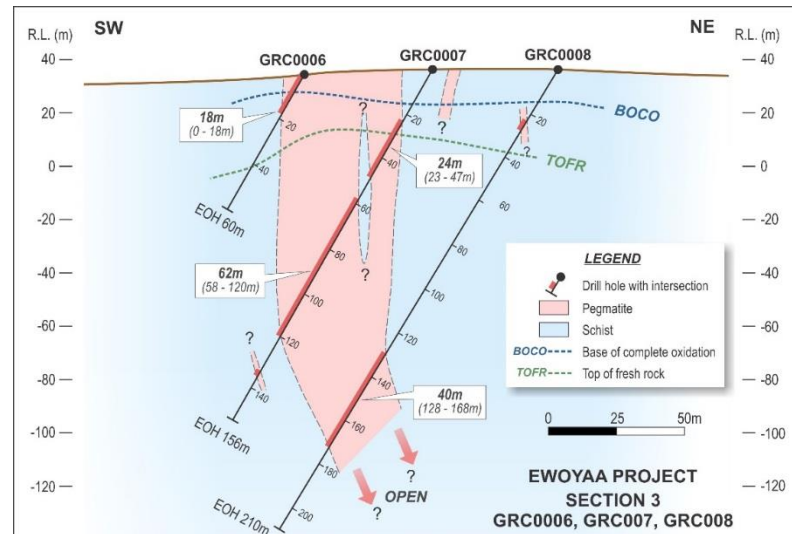 SW
NE
R.L. (m)
R.L. (m)
GRC0006
GRC0007
GRC0008
40
20
0
-20
-40
-60
-80
-100
-120
40
20
0
-20
-40
-60
-80
-100
-120
18m
(0 - 18m)
20
40
EOH 60m
?
?
?
20
40
24m
(23 - 47m)
60
80
100
120
140
62m
(58 - 120m)
?
EOH 156m
BOCO
TOFR
20
?
40
60
80
100
120
140
160
180
200
40m
(128 - 168m)
EOH 210m
?
?
OPEN
LEGEND
Drill hole with intersection
Pegmatite
Schist
BOCO Base of complete oxidation
TOFR Top of fresh rock
0 25 50m
EWOYAA PROJECT
SECTION 3
GRC0006, GRC007, GRC008